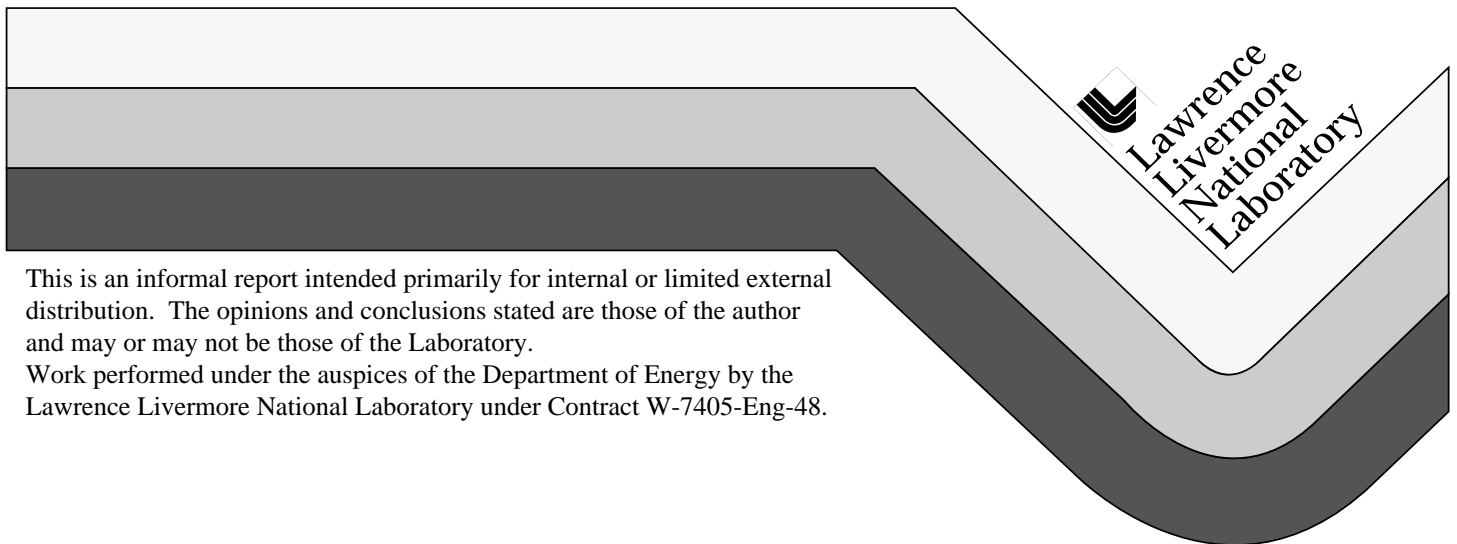 Lawrence
Livermore
National
Laboratory
This is an informal report intended primarily for internal or limited external
distribution.  The opinions and conclusions stated are those of the author
and may or may not be those of the Laboratory.
Work performed under the auspices of the Department of Energy by the
Lawrence Livermore National Laboratory under Contract W-7405-Eng-48.